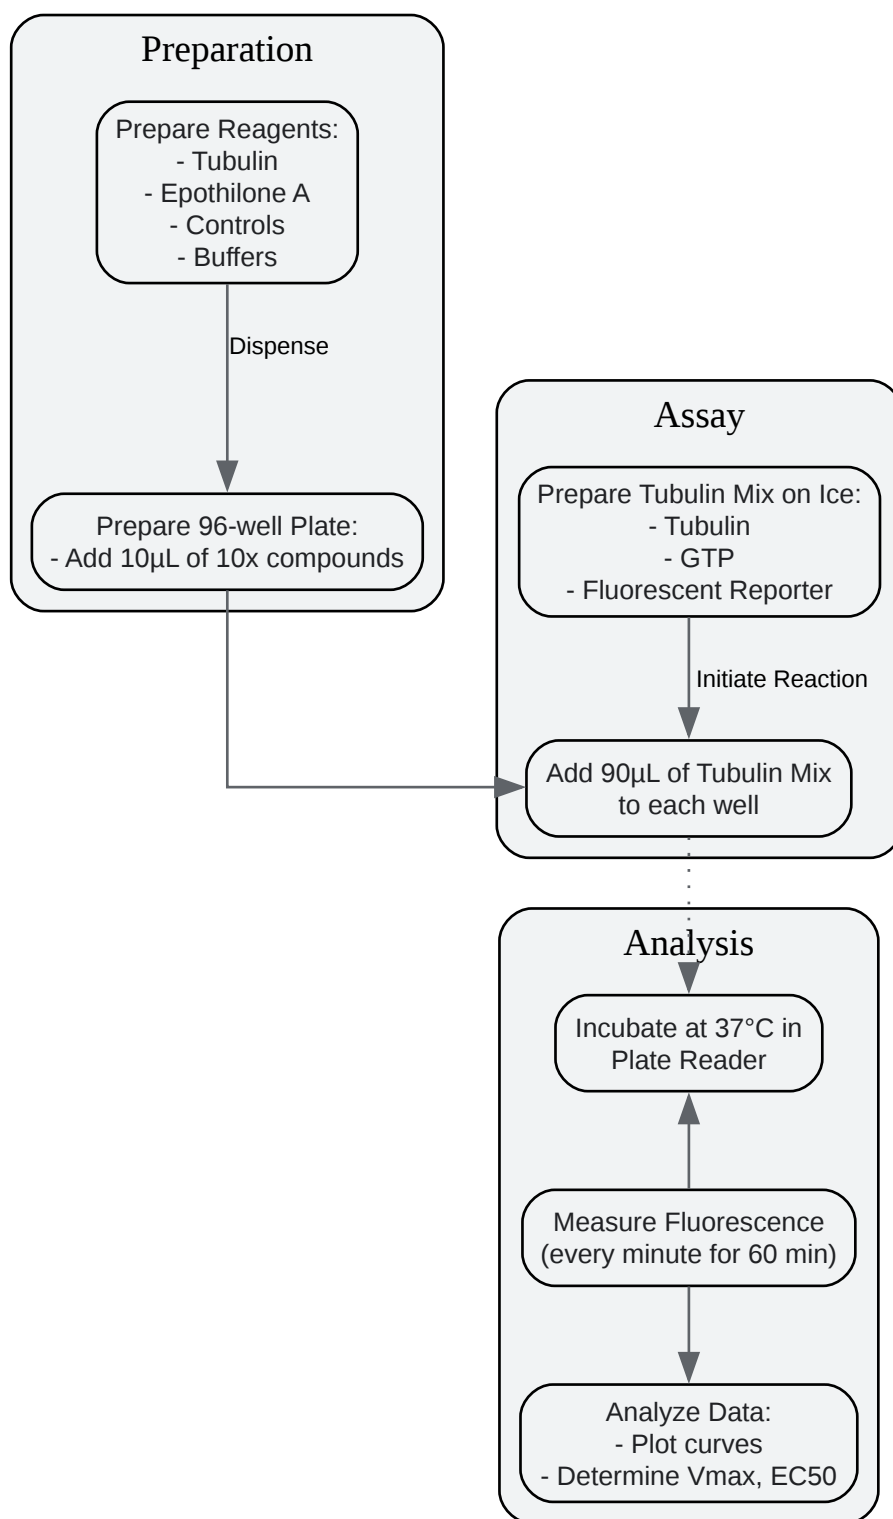 Preparation
Prepare Reagents:
- Tubulin
- Epothilone A
- Controls
- Buffers
Dispense
Prepare 96-well Plate:
- Add 10µL of 10x compounds
Assay
Prepare Tubulin Mix on Ice:
- Tubulin
- GTP
- Fluorescent Reporter
Initiate Reaction
Add 90µL of Tubulin Mix
to each well
Analysis
Incubate at 37°C in
Plate Reader
Measure Fluorescence
(every minute for 60 min)
Analyze Data:
- Plot curves
- Determine Vmax, EC50